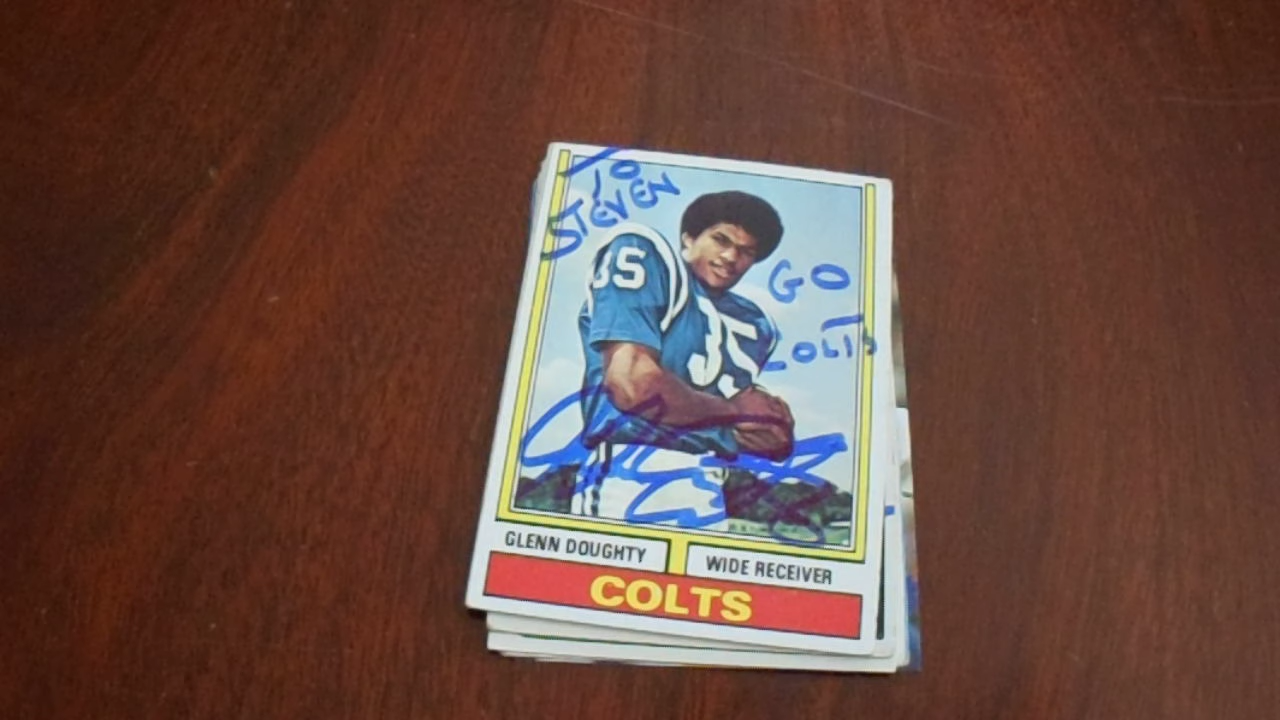 TO
STEVEN
GO
COLTS
35
35
GLENN DOUGHTY
WIDE RECEIVER
COLTS